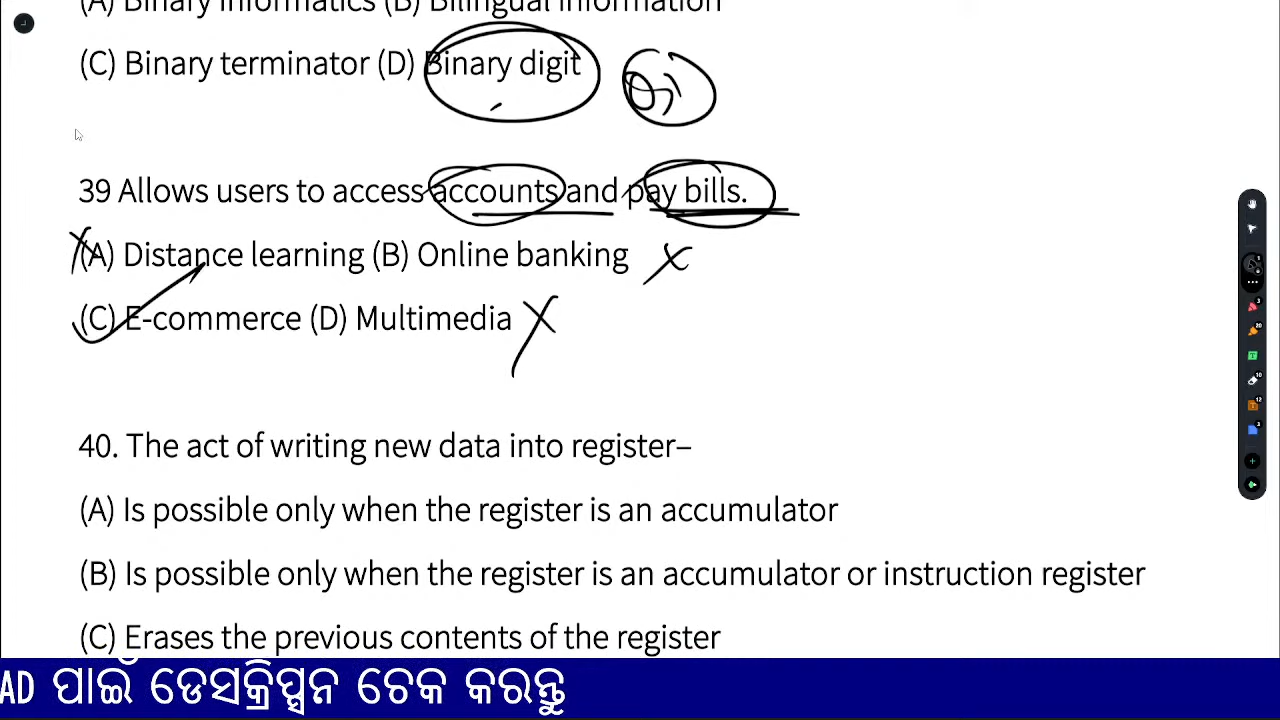 (A) Binary informatics (B) Bilingual information
(C) Binary terminator (D) Binary digit
39 Allows users to access accounts and pay bills.
(A) Distance learning (B) Online banking
(C) E-commerce (D) Multimedia
40. The act of writing new data into register–
(A) Is possible only when the register is an accumulator
(B) Is possible only when the register is an accumulator or instruction register
(C) Erases the previous contents of the register
AD ପାଇଁ ଡେସକ୍ରିପ୍ସନ ଚେକ କରନ୍ତୁ